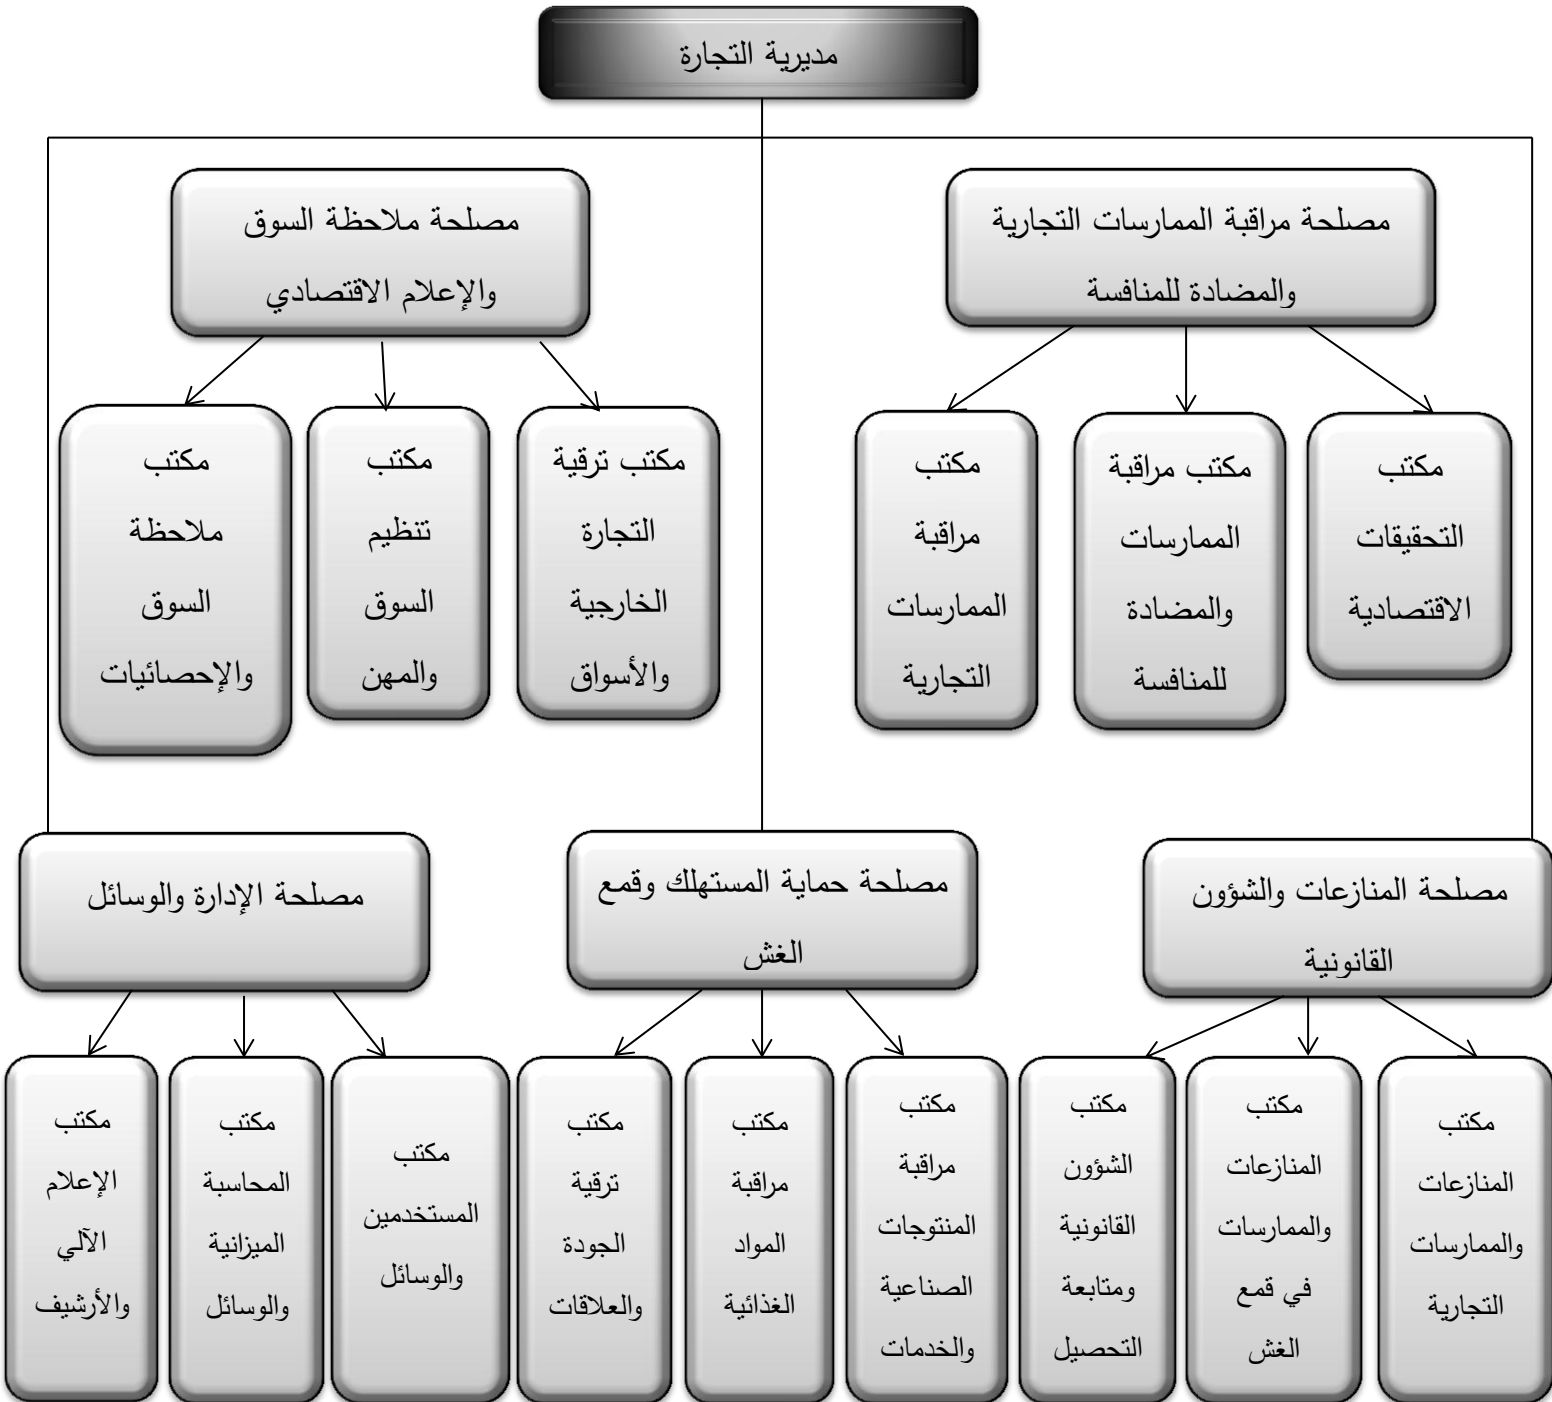 مديرية التجارة
مصلحة مراقبة الممارسات التجارية
والمضادة للمنافسة
مصلحة ملاحظة السوق
والإعلام الاقتصادي
مكتب
التحقيقات
الاقتصادية
مكتب مراقبة
الممارسات
والمضادة
للمنافسة
مكتب
مراقبة
الممارسات
التجارية
مكتب ترقية
التجارة
الخارجية
والأسواق
مكتب
تنظيم
السوق
والمهن
مكتب
ملاحظة
السوق
والإحصائيات
مصلحة المنازعات والشؤون
القانونية
مصلحة حماية المستهلك وقمع
الغش
مصلحة الإدارة والوسائل
مكتب
المنازعات
والممارسات
التجارية
مكتب
المنازعات
والممارسات
في قمع
الغش
مكتب
الشؤون
القانونية
ومتابعة
التحصيل
مكتب
مراقبة
المنتوجات
الصناعية
والخدمات
مكتب
مراقبة
المواد
الغذائية
مكتب
ترقية
الجودة
والعلاقات
مكتب
المستخدمين
والوسائل
مكتب
المحاسبة
الميزانية
والوسائل
مكتب
الإعلام
الآلي
والأرشيف